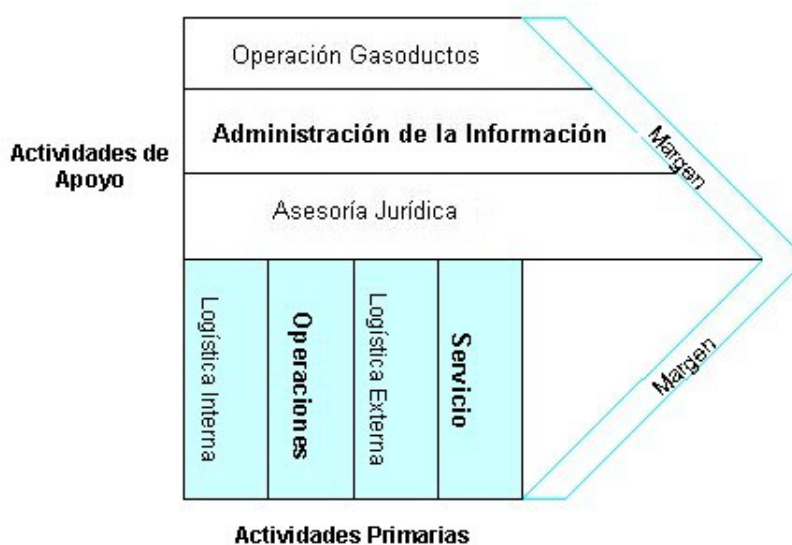 Operación Gasoductos
Administración de la Información
Actividades de
Apoyo
Asesoría Jurídica
Margen
Logística Interna
Operaciones
Logística Externa
Servicio
Margen
Actividades Primarias